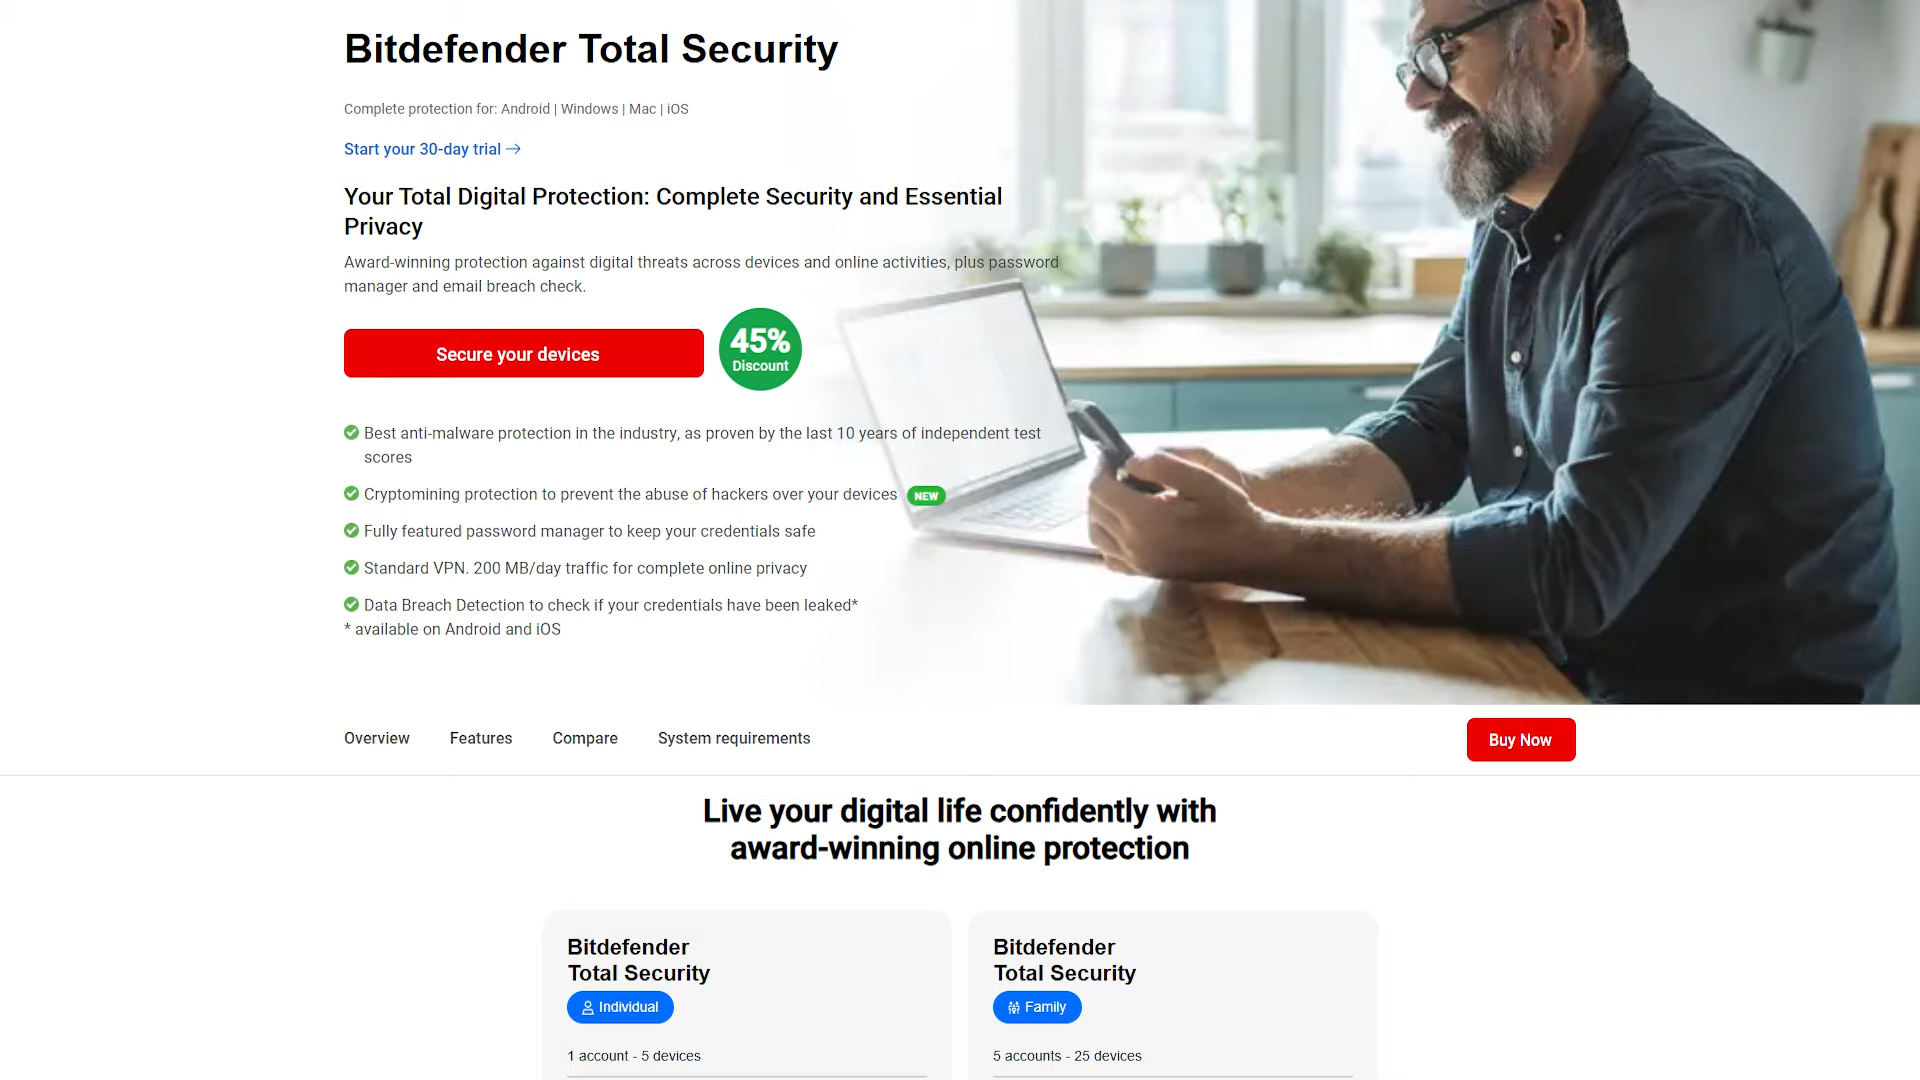 Bitdefender Total Security
Complete protection for: Android | Windows | Mac | iOS
Start your 30-day trial →
Your Total Digital Protection: Complete Security and Essential
Privacy
Award-winning protection against digital threats across devices and online activities, plus password
manager and email breach check.
Secure your devices
45%
Discount
Best anti-malware protection in the industry, as proven by the last 10 years of independent test
scores
Cryptomining protection to prevent the abuse of hackers over your devices NEW
Fully featured password manager to keep your credentials safe
Standard VPN. 200 MB/day traffic for complete online privacy
Data Breach Detection to check if your credentials have been leaked*
* available on Android and iOS
Overview Features Compare System requirements Buy Now
Live your digital life confidently with
award-winning online protection
Bitdefender
Total Security
Individual
1 account - 5 devices
Bitdefender
Total Security
Family
5 accounts - 25 devices